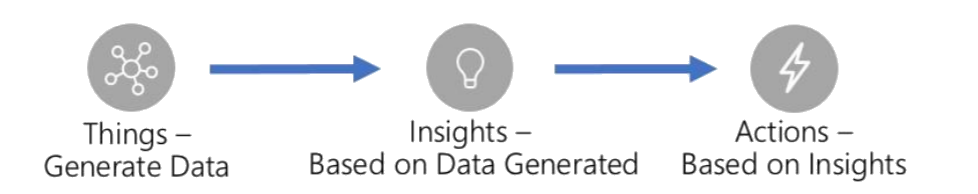 Things –
Generate Data
Insights –
Based on Data Generated
Actions –
Based on Insights